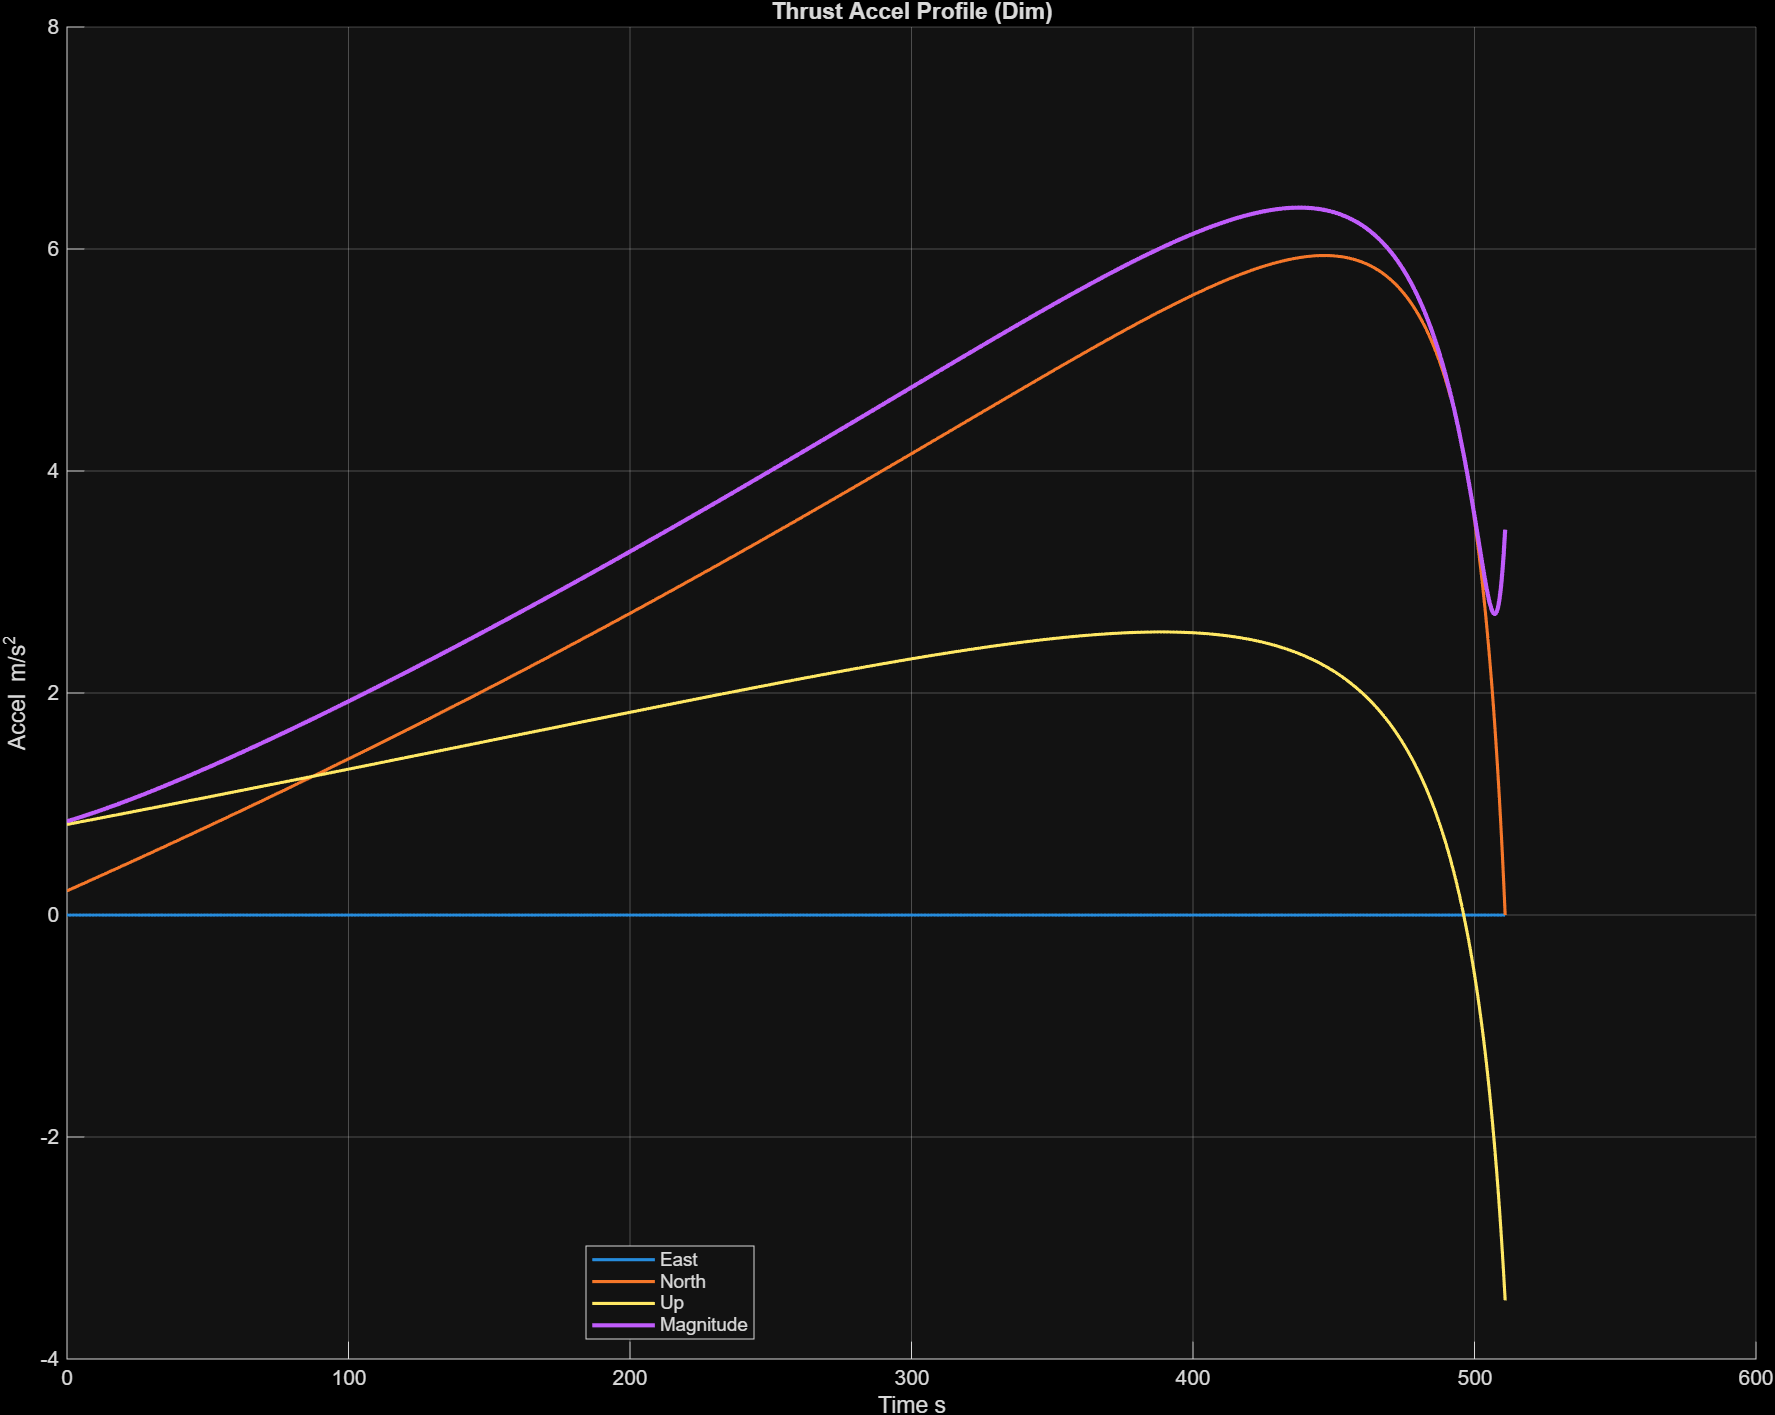 Thrust Accel Profile (Dim)
8
6
4
2
0
-2
-4
Accel m/s²
0 100 200 300 400 500 600
Time s
East
North
Up
Magnitude